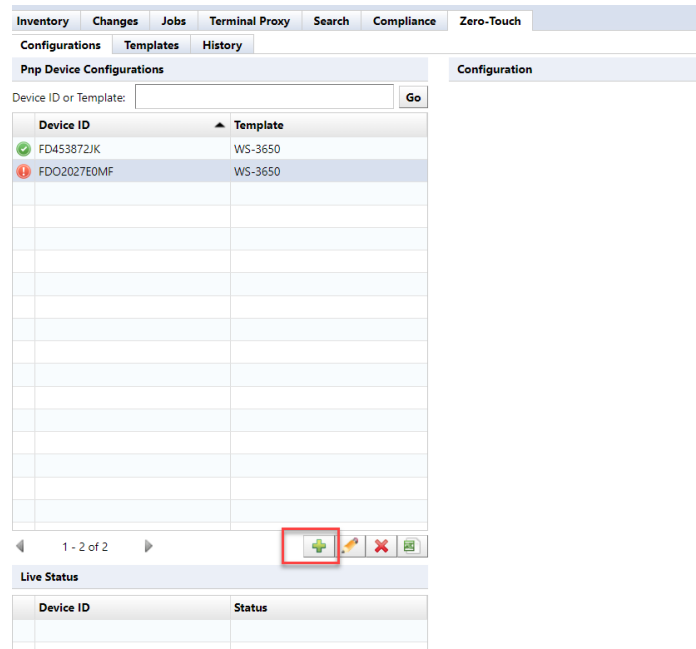 Inventory Changes Jobs Terminal Proxy Search Compliance Zero-Touch
Configurations Templates History
Pnp Device Configurations
Configuration
Device ID or Template: Go
Device ID Template
FD453872JK WS-3650
FDO2027E0MF WS-3650
1 - 2 of 2
Live Status
Device ID Status